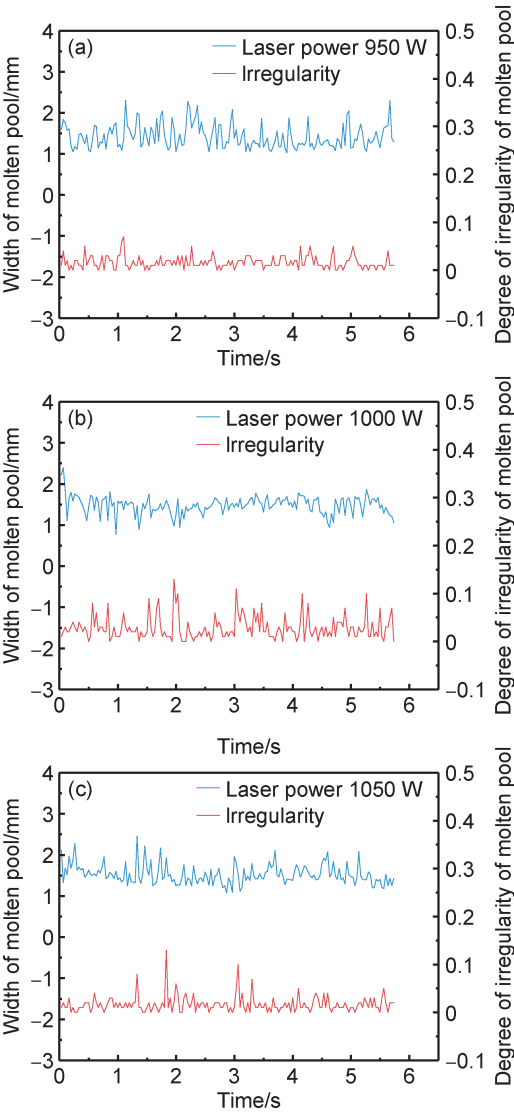 (a)
Laser power 950 W
Irregularity
Width of molten pool/mm
4
3
2
1
0
−1
−2
−3
Degree of irregularity of molten pool
0.5
0.4
0.3
0.2
0.1
0
−0.1
0 1 2 3 4 5 6
Time/s
(b)
Laser power 1000 W
Irregularity
Width of molten pool/mm
4
3
2
1
0
−1
−2
−3
Degree of irregularity of molten pool
0.5
0.4
0.3
0.2
0.1
0
−0.1
0 1 2 3 4 5 6
Time/s
(c)
Laser power 1050 W
Irregularity
Width of molten pool/mm
4
3
2
1
0
−1
−2
−3
Degree of irregularity of molten pool
0.5
0.4
0.3
0.2
0.1
0
−0.1
0 1 2 3 4 5 6
Time/s